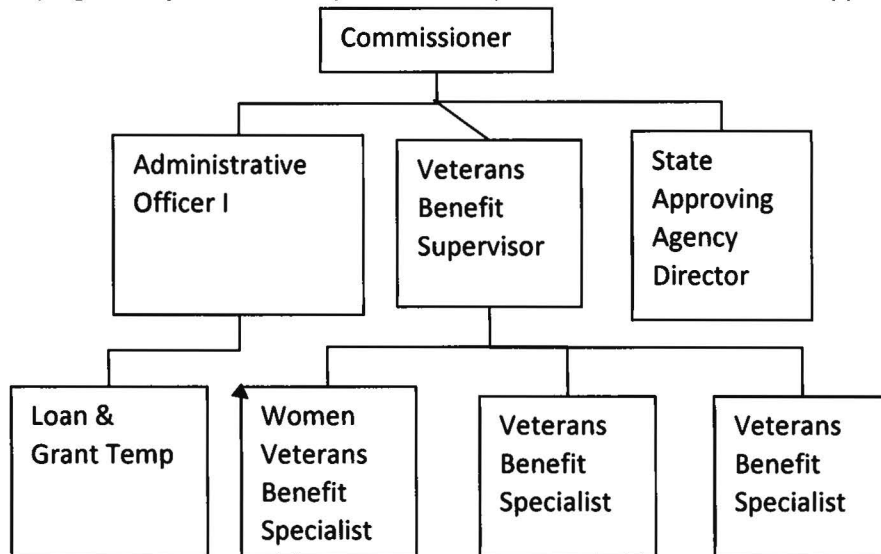 Commissioner
Administrative
Officer I
Veterans
Benefit
Supervisor
State
Approving
Agency
Director
Loan &
Grant Temp
Women
Veterans
Benefit
Specialist
Veterans
Benefit
Specialist
Veterans
Benefit
Specialist